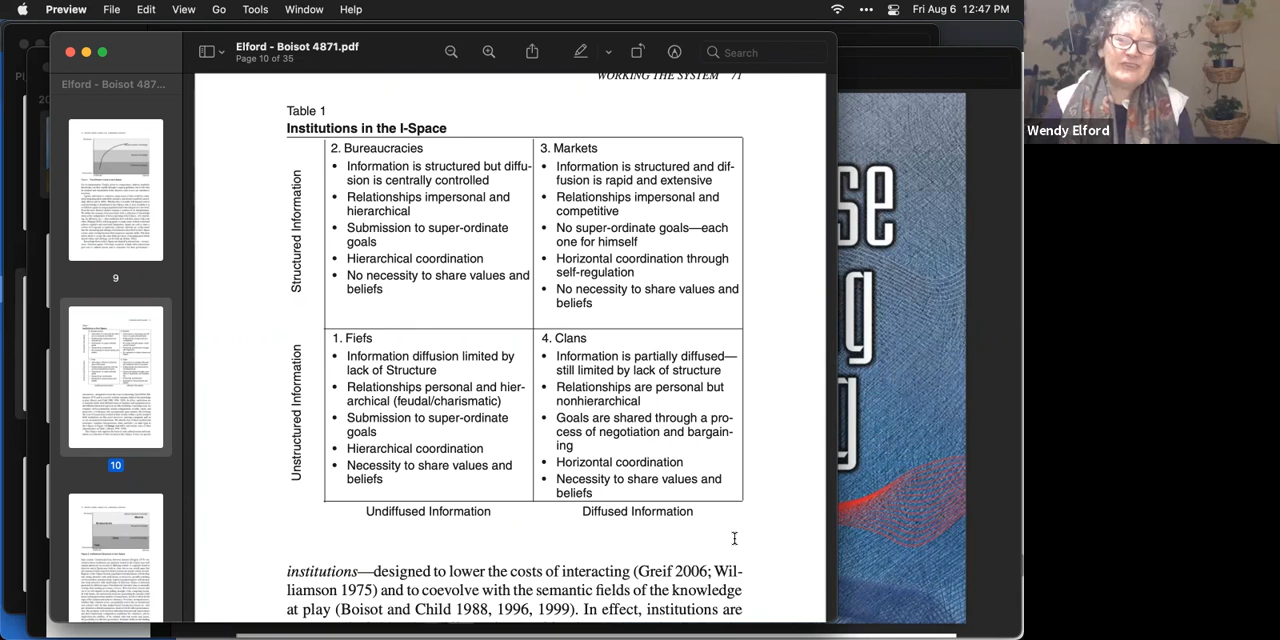 Preview File Edit View Go Tools Window Help Fri Aug 6 12:47 PM
Elford - Boisot 4871.pdf
Page 10 of 35
Search
Elford - Boisot 487...
9
10
WORKING THE SYSTEM 71
Table 1
Institutions in the I-Space
Structured Information
2. Bureaucracies
• Information is structured but diffu-
sion is centrally controlled
• Relationships impersonal and
hierarchical
• Submission to super-ordinate
goals
• Hierarchical coordination
• No necessity to share values and
beliefs
3. Markets
• Information is structured and dif-
fusion is rapid and extensive
• Relationships impersonal and
competitive
• No super-ordinate goals—each
one for himself
• Horizontal coordination through
self-regulation
• No necessity to share values and
beliefs
Unstructured Information
1. Fiefs
• Information diffusion limited by
lack of Structure
• Relationships personal and hier-
archical (feudal/charismatic)
• Submission to super-ordinate
goals
• Hierarchical coordination
• Necessity to share values and
beliefs
4. Clans
• Information is partially diffused—
still limited by lack of structure
• Relationships are personal but
nonhierarchical
• Goals are shared through a pro-
cess of negotiation and bargain-
ing
• Horizontal coordination
• Necessity to share values and
beliefs
Undiffused Information
Diffused Information
institutions are said to be both interacting (Greif 2006; Wil-
liamson 1975) and to coevolve with the epistemic fields of the knowledge
at play (Boisot and Child 1988, 1996, 1989). In effect, institutions are
Wendy Elford